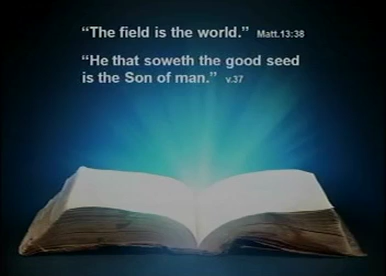 “The field is the world.” Matt.13:38
“He that soweth the good seed
is the Son of man.” v.37